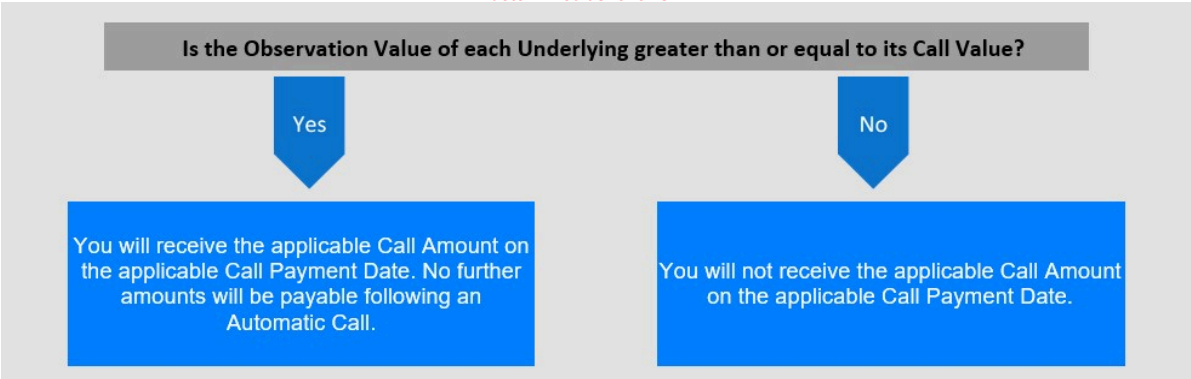 Is the Observation Value of each Underlying greater than or equal to its Call Value?
Yes
No
You will receive the applicable Call Amount on
the applicable Call Payment Date. No further
amounts will be payable following an
Automatic Call.
You will not receive the applicable Call Amount
on the applicable Call Payment Date.